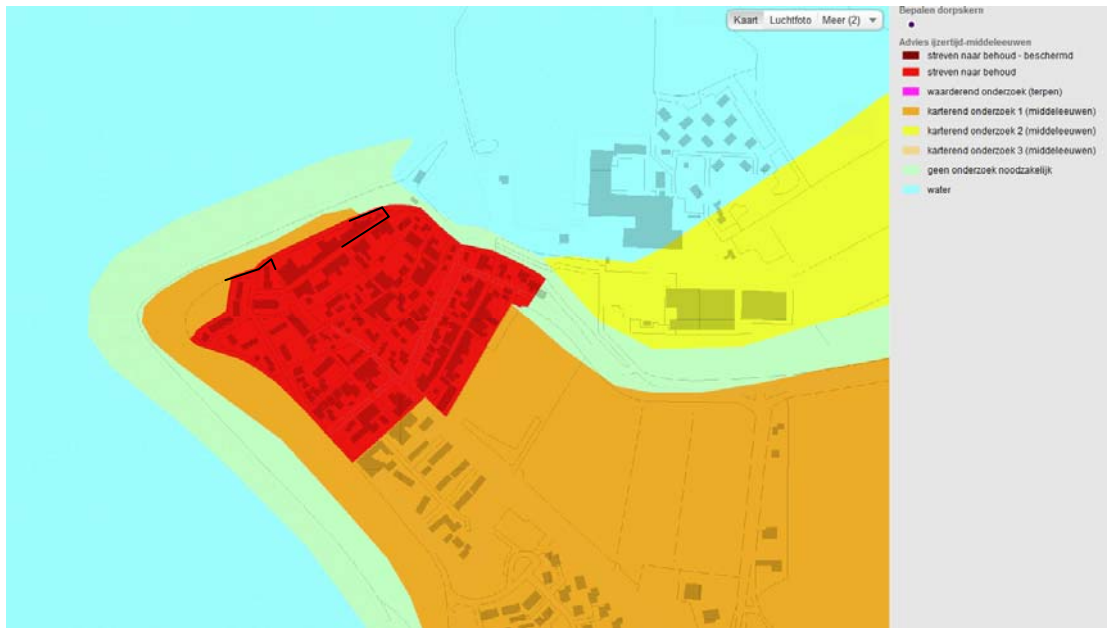 Kaart Luchtfoto Meer (2)
Bepalen dorpskern
Advies ijzertijd-middeleeuwen
streven naar behoud - beschermd
streven naar behoud
waarderend onderzoek (terpen)
karterend onderzoek 1 (middeleeuwen)
karterend onderzoek 2 (middeleeuwen)
karterend onderzoek 3 (middeleeuwen)
geen onderzoek noodzakelijk
water